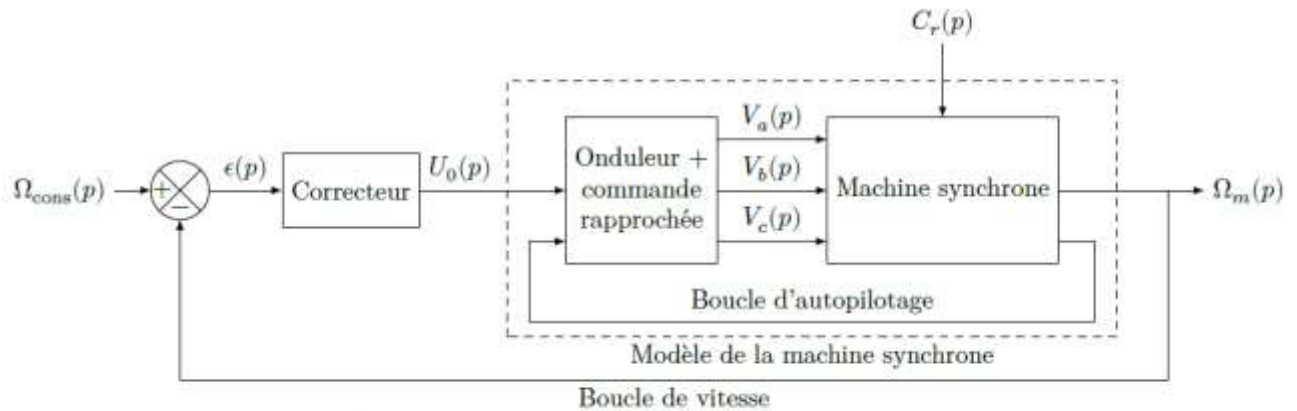 C_r(p)
V_a(p)
ϵ(p)
U_0(p)
Onduleur +
commande
rapprochée
V_b(p)
Ω_cons(p)
+
−
Correcteur
Machine synchrone
Ω_m(p)
V_c(p)
Boucle d'autopilotage
Modèle de la machine synchrone
Boucle de vitesse